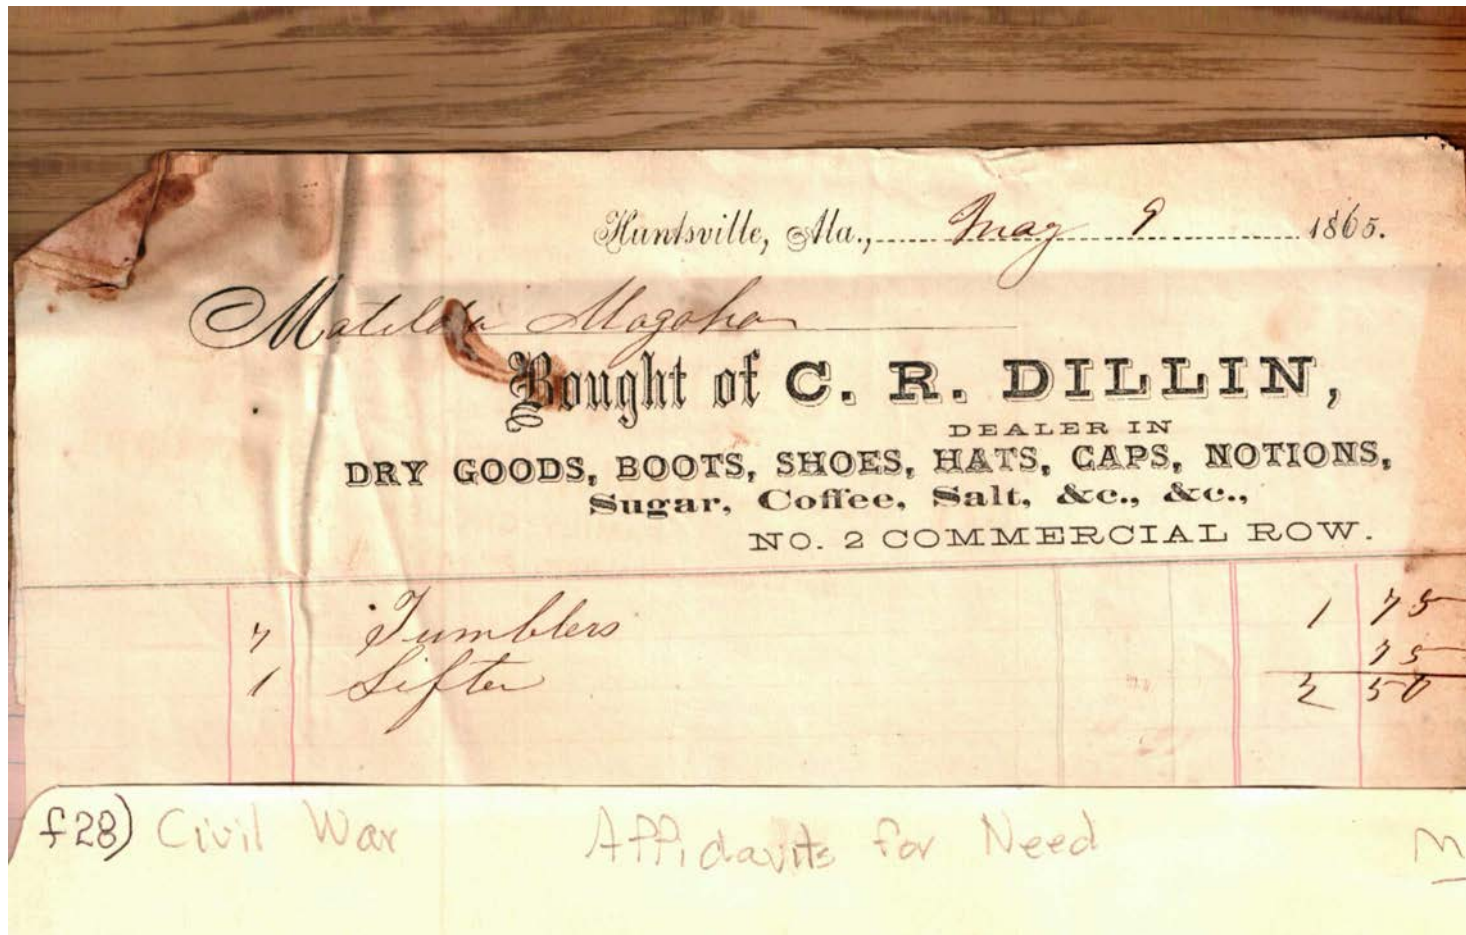 Huntsville, Ala., May 9 1865.
Matilda Magaha
Bought of C. R. DILLIN,
DEALER IN
DRY GOODS, BOOTS, SHOES, HATS, CAPS, NOTIONS,
Sugar, Coffee, Salt, &c., &c.,
NO. 2 COMMERCIAL ROW.
7 Tumblers 1 75
1 Sifter 75
2 50
f28) Civil War Affidavits for Need M